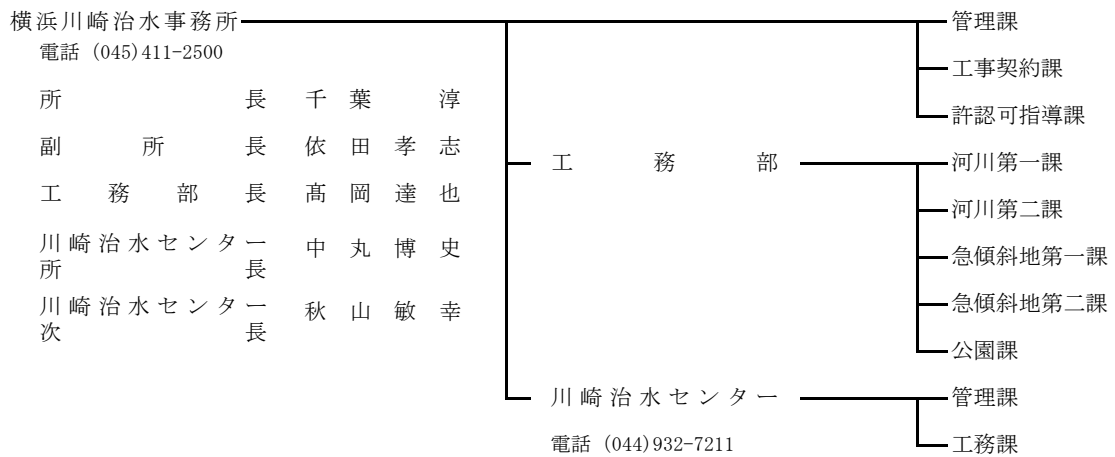 横浜川崎治水事務所
電話 (045)411-2500
所長 千葉淳
副所長 依田孝志
工務部長 髙岡達也
川崎治水センター所長 中丸博史
川崎治水センター次長 秋山敏幸
管理課
工事契約課
許認可指導課
工務部
河川第一課
河川第二課
急傾斜地第一課
急傾斜地第二課
公園課
川崎治水センター
電話 (044)932-7211
管理課
工務課